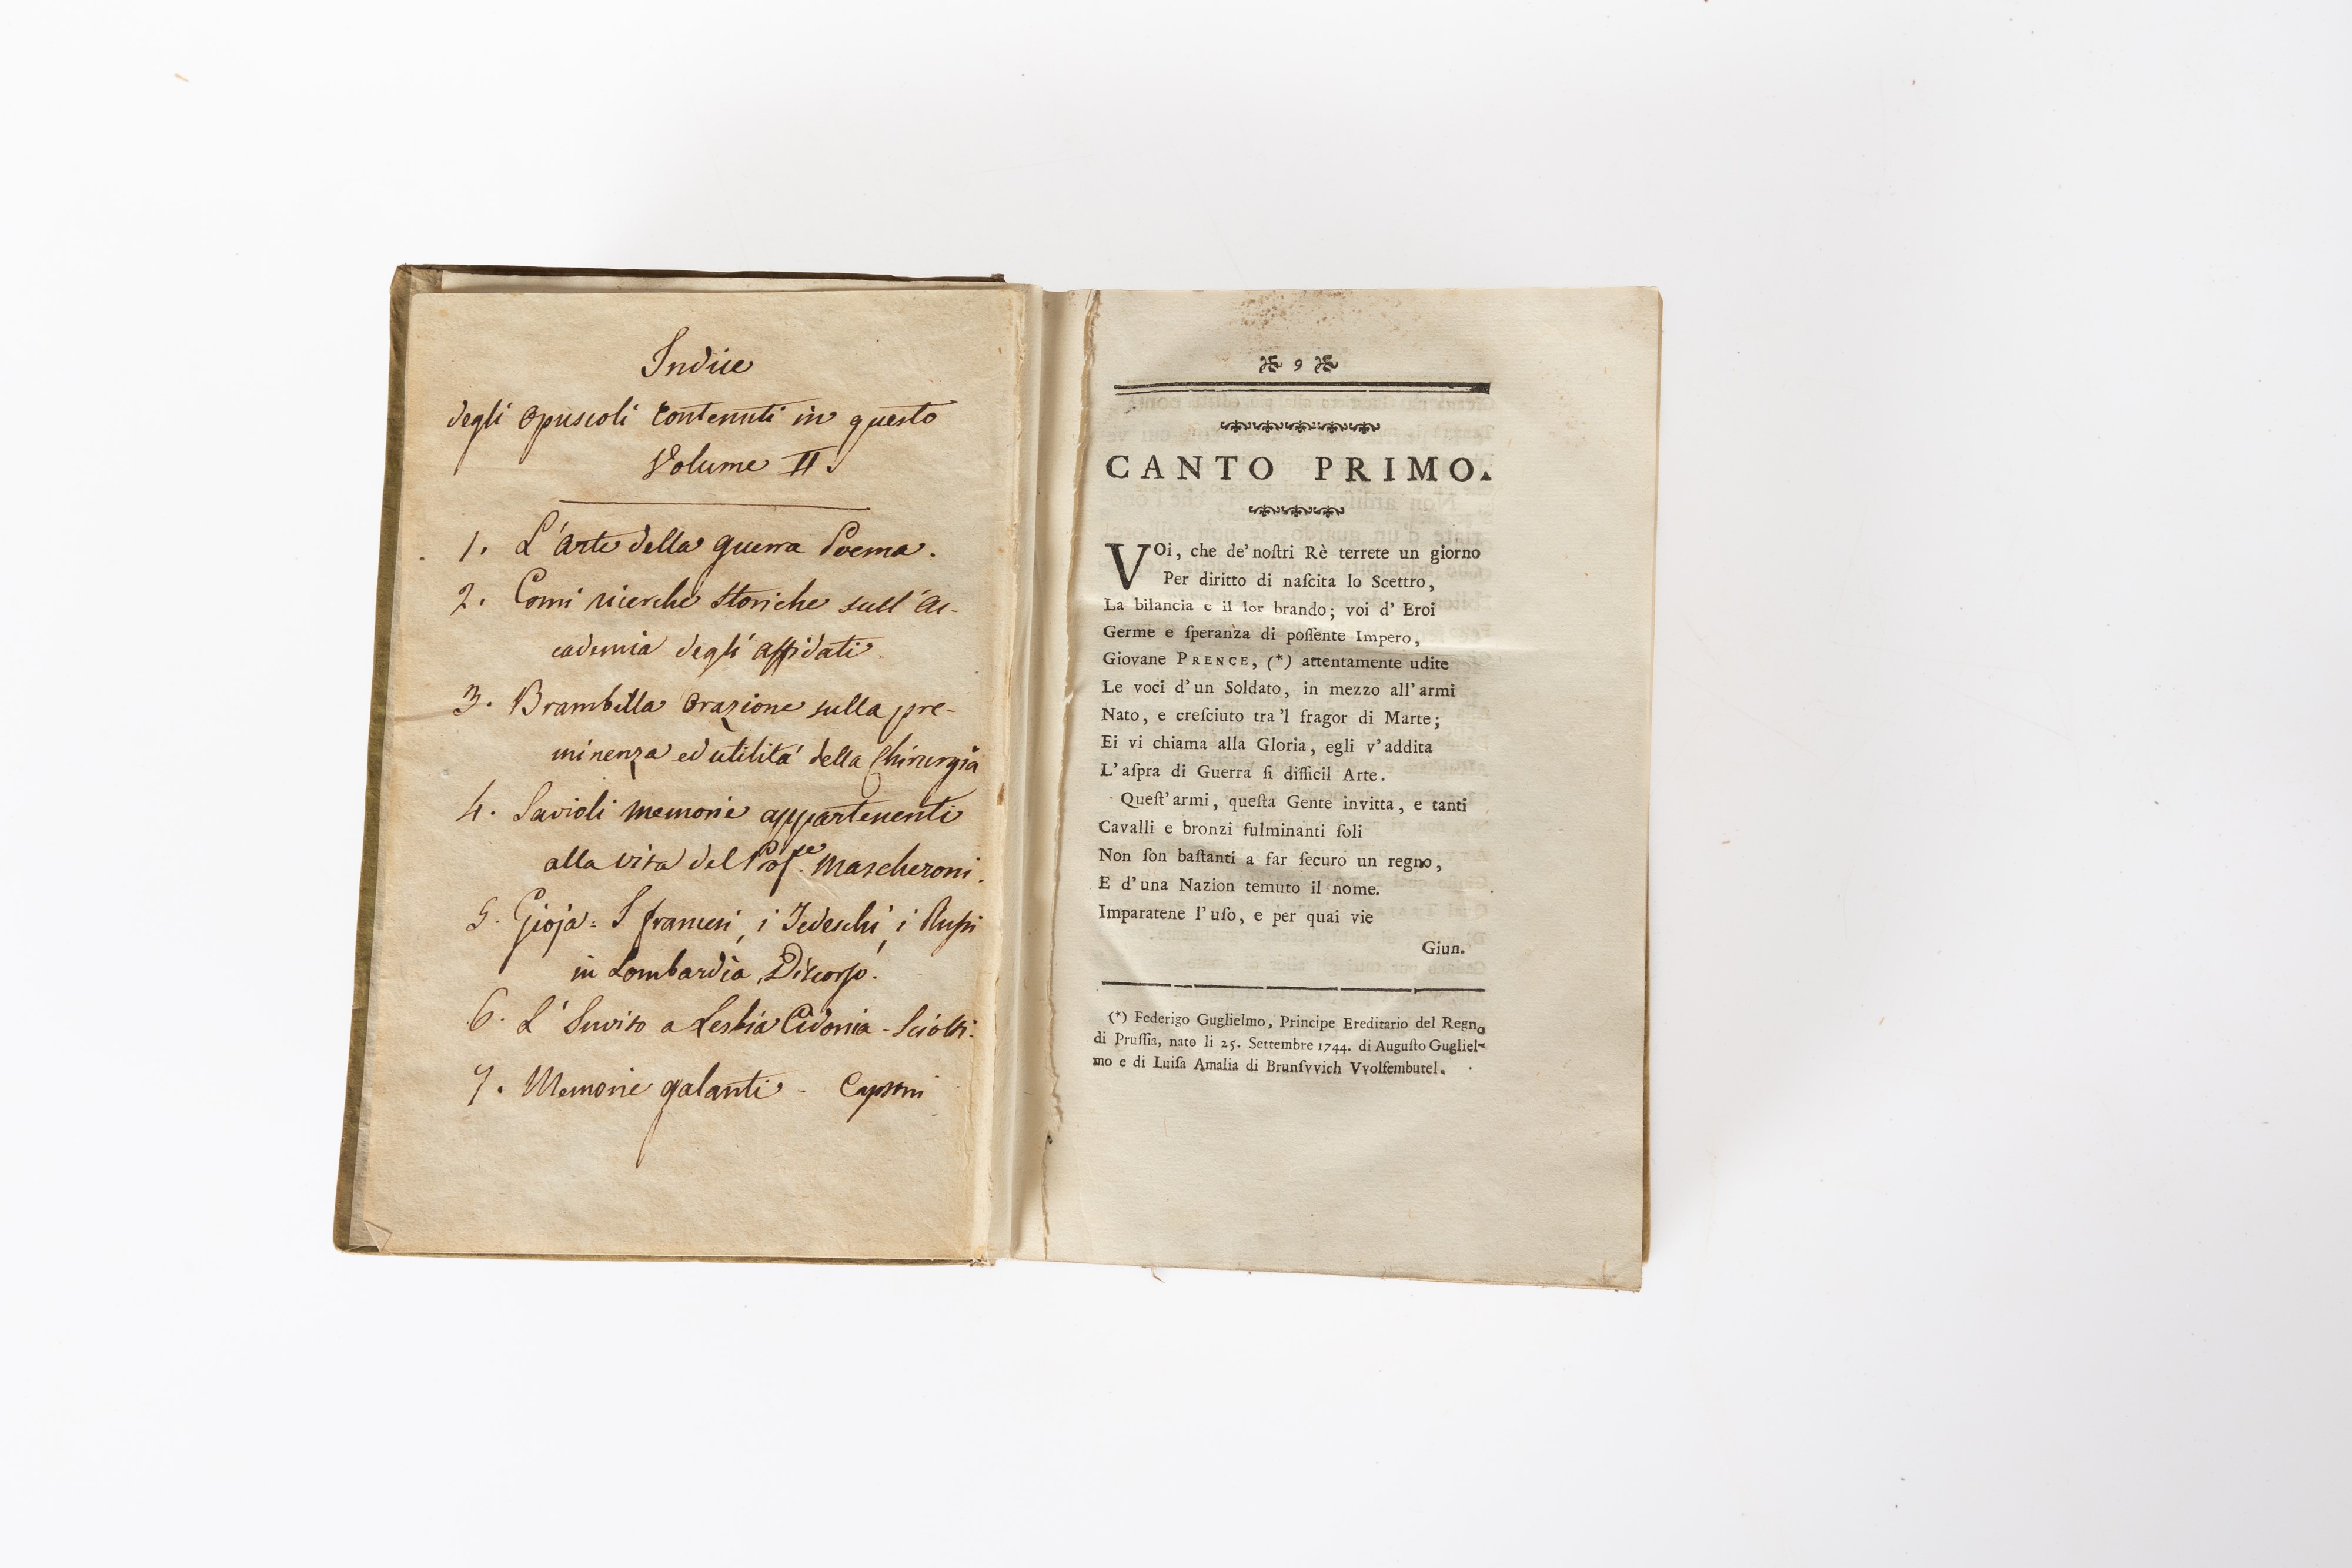 Indice
degli opuscoli contenuti in questo
Volume II.
1. L'arte della guerra Poema.
2. Comi ricerche storiche sull'Ac-
cademia degli affidati
3. Brambilla orazione sulla pre-
minenza ed utilità della Chirurgia
4. Savioli memorie appartenenti
alla vita del Profre. Mascheroni.
5. Gioja = I francesi, i Tedeschi, i Russi
in Lombardia, Discorso.
6. L'Invito a Lesbia Cidonia - Sciolti.
7. Memorie galanti - Capsoni
9
CANTO PRIMO.
VOi, che de' noſtri Rè terrete un giorno
Per diritto di naſcita lo Scettro,
La bilancia e il lor brando; voi d' Eroi
Germe e ſperanza di poſſente Impero,
Giovane PRENCE, (*) attentamente udite
Le voci d'un Soldato, in mezzo all' armi
Nato, e creſciuto tra 'l fragor di Marte;
Ei vi chiama alla Gloria, egli v' addita
L' aſpra di Guerra ſi difficil Arte.
Queſt' armi, queſta Gente invitta, e tanti
Cavalli e bronzi fulminanti ſoli
Non ſon baſtanti a far ſecuro un regno,
E d'una Nazion temuto il nome.
Imparatene l' uſo, e per quai vie
Giun.
(*) Federigo Guglielmo, Principe Ereditario del Regno
di Pruſſia, nato li 25. Settembre 1744. di Auguſto Gugliel-
mo e di Luiſa Amalia di Brunſvvich Vvolfembutel.